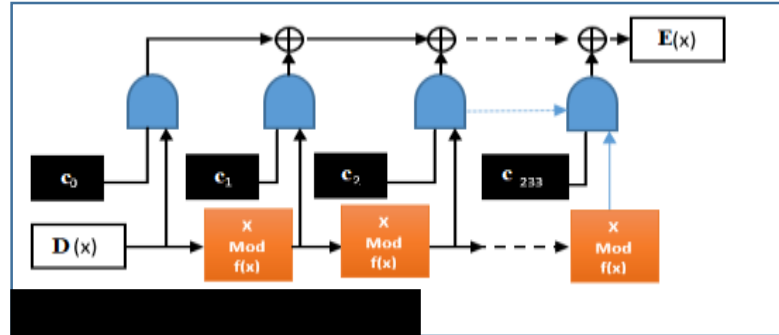 E(x)
c₀
c₁
c₂
c ₂₃₃
D (x)
X
Mod
f(x)
X
Mod
f(x)
X
Mod
f(x)